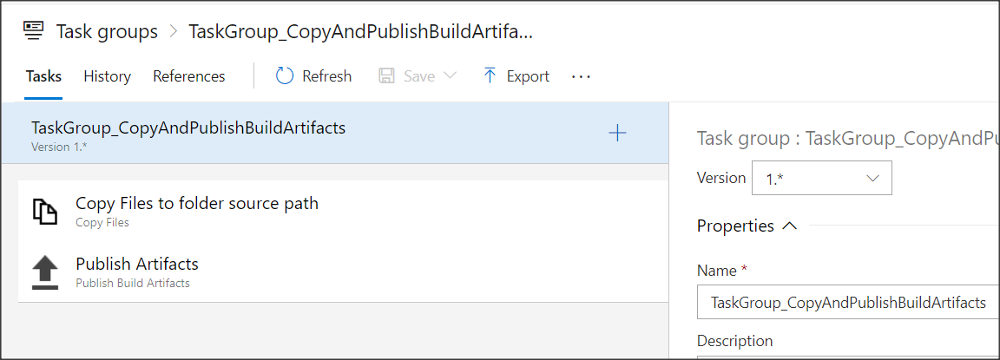 Task groups > TaskGroup_CopyAndPublishBuildArtifa...
Tasks History References Refresh Save Export ...
TaskGroup_CopyAndPublishBuildArtifacts
Version 1.*
Copy Files to folder source path
Copy Files
Publish Artifacts
Publish Build Artifacts
Task group : TaskGroup_CopyAndPu
Version 1.*
Properties
Name *
TaskGroup_CopyAndPublishBuildArtifacts
Description